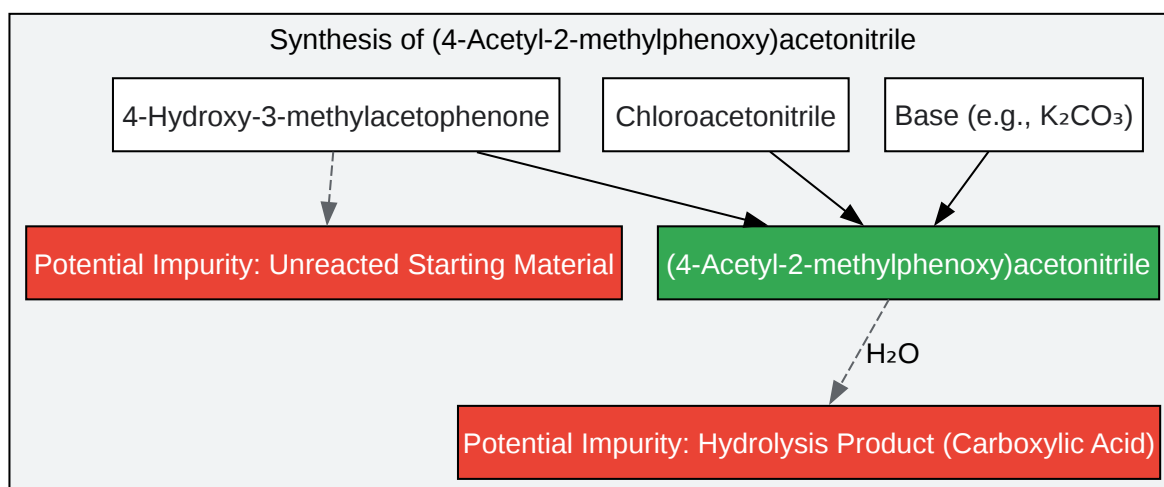 Synthesis of (4-Acetyl-2-methylphenoxy)acetonitrile
4-Hydroxy-3-methylacetophenone
Chloroacetonitrile
Base (e.g., K₂CO₃)
Potential Impurity: Unreacted Starting Material
(4-Acetyl-2-methylphenoxy)acetonitrile
H₂O
Potential Impurity: Hydrolysis Product (Carboxylic Acid)